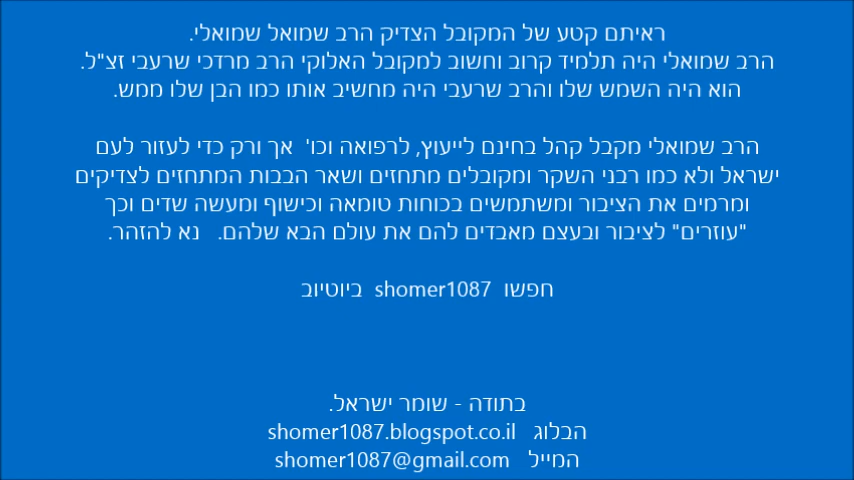 ראיתם קטע של המקובל הצדיק הרב שמואל שמואלי.
הרב שמואלי היה תלמיד קרוב וחשוב למקובל האלוקי הרב מרדכי שרעבי זצ"ל.
הוא היה השמש שלו והרב שרעבי היה מחשיב אותו כמו הבן שלו ממש.
הרב שמואלי מקבל קהל בחינם לייעוץ, לרפואה וכו' אך ורק כדי לעזור לעם
ישראל ולא כמו רבני השקר ומקובלים מתחזים ושאר הבבות המתחזים לצדיקים
ומרמים את הציבור ומשתמשים בכוחות טומאה וכישוף ומעשה שדים וכך
"עוזרים" לציבור ובעצם מאבדים להם את עולם הבא שלהם. נא להזהר.
חפשו shomer1087 ביוטיוב
בתודה - שומר ישראל.
הבלוג shomer1087.blogspot.co.il
המייל shomer1087@gmail.com